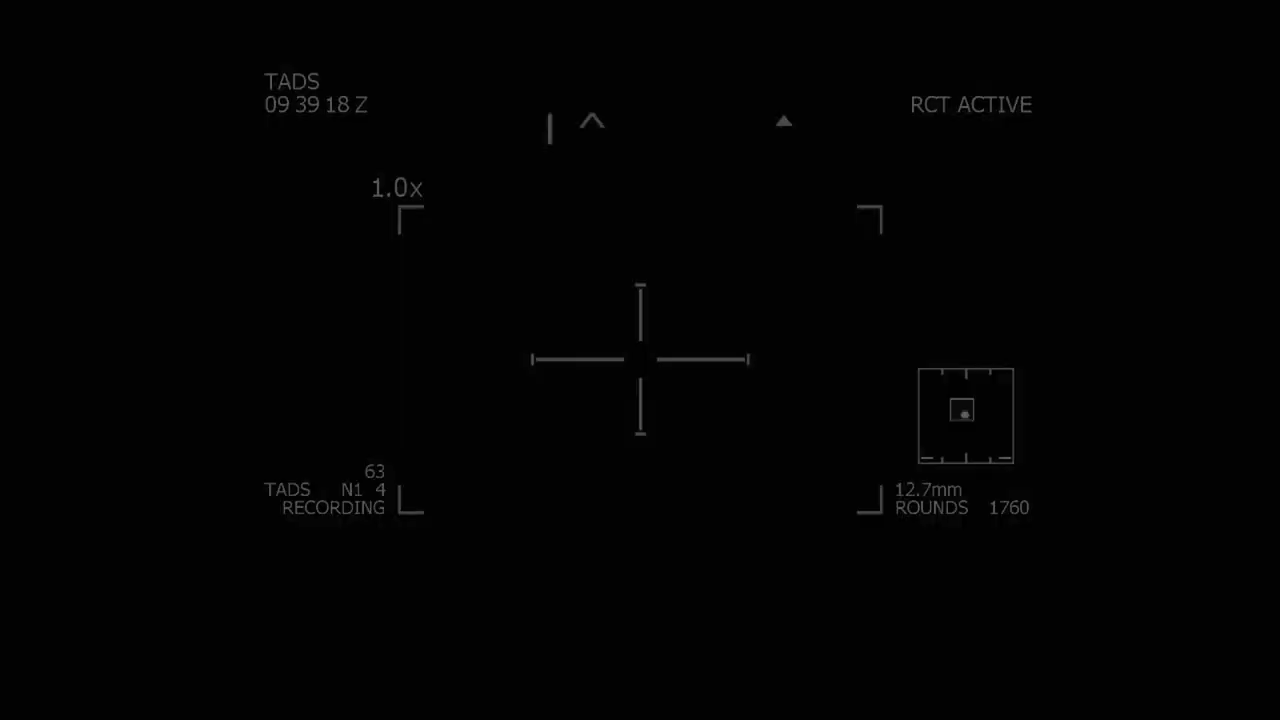 TADS
09 39 18 Z
RCT ACTIVE
1.0x
63
TADS N1 4
RECORDING
12.7mm
ROUNDS 1760